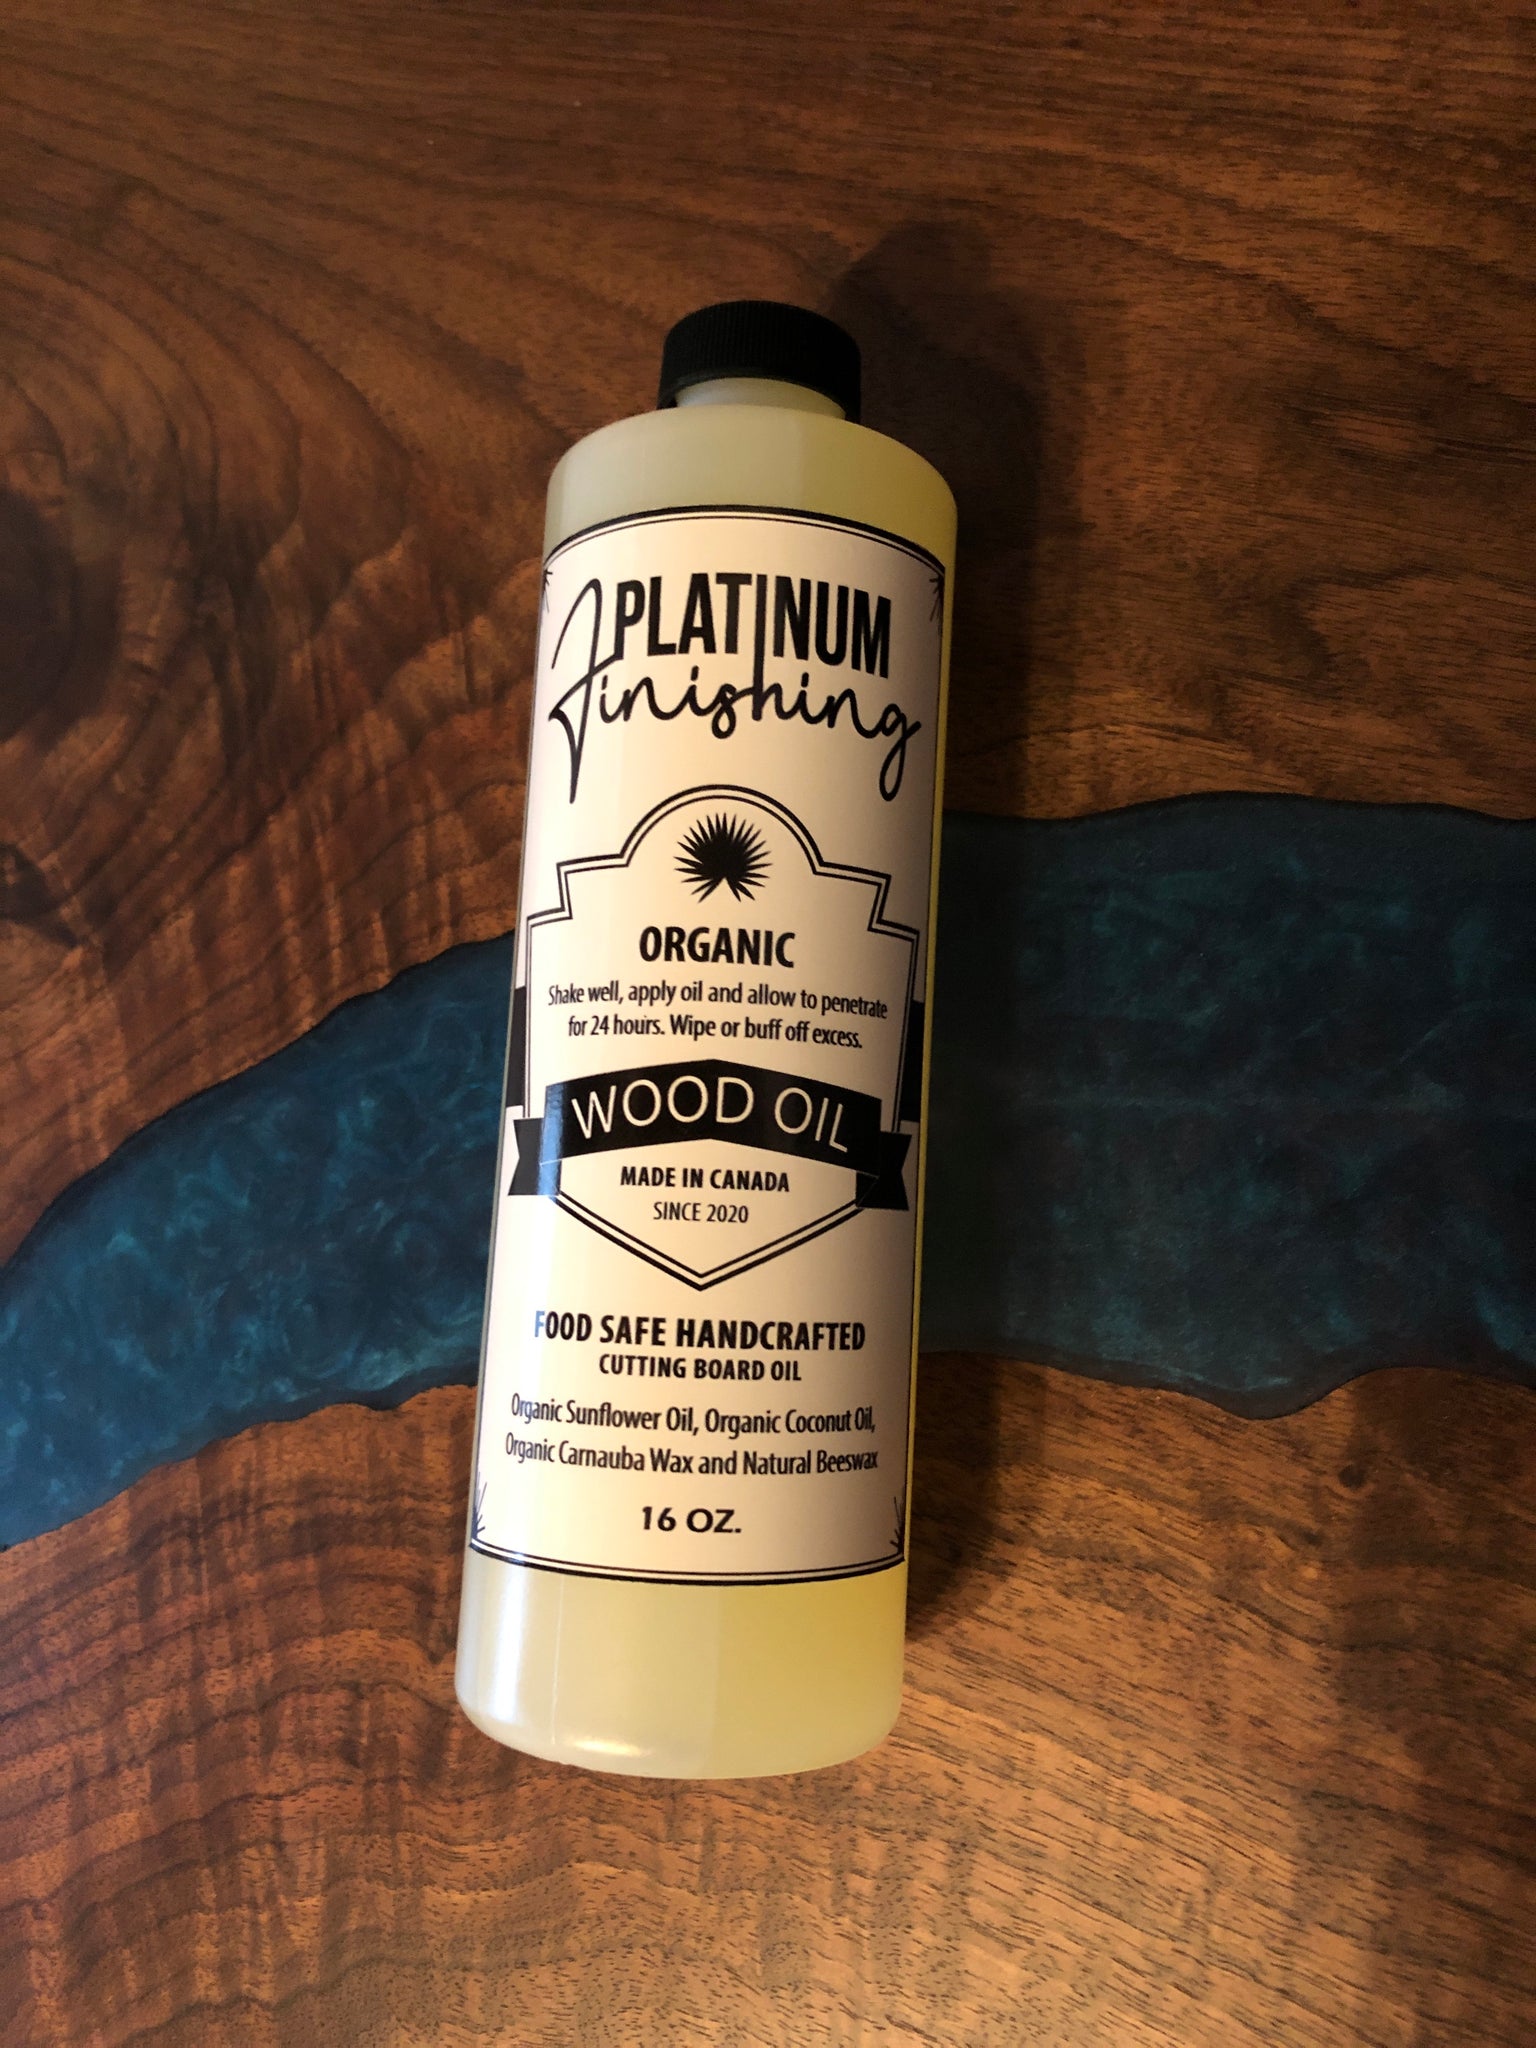 PLATINUM
Finishing
ORGANIC
Shake well, apply oil and allow to penetrate
for 24 hours. Wipe or buff off excess.
WOOD OIL
MADE IN CANADA
SINCE 2020
FOOD SAFE HANDCRAFTED
CUTTING BOARD OIL
Organic Sunflower Oil, Organic Coconut Oil,
Organic Carnauba Wax and Natural Beeswax
16 OZ.